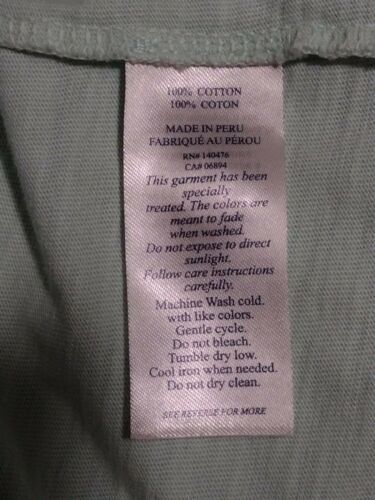 100% COTTON
100% COTON
MADE IN PERU
FABRIQUÉ AU PÉROU
RN# 140476
CA# 06894
This garment has been
specially
treated. The colors are
meant to fade
when washed.
Do not expose to direct
sunlight.
Follow care instructions
carefully.
Machine Wash cold.
with like colors.
Gentle cycle.
Do not bleach.
Tumble dry low.
Cool iron when needed.
Do not dry clean.
SEE REVERSE FOR MORE